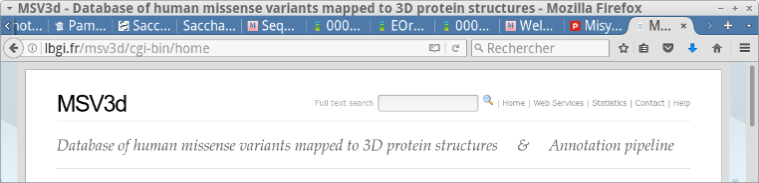 MSV3d - Database of human missense variants mapped to 3D protein structures - Mozilla Firefox
not... Pam... Sacc... Saccha... Seq... 000... EOr... 000... Wel... Misy... M...
lbgi.fr/msv3d/cgi-bin/home Rechercher
MSV3d Full text search | Home | Web Services | Statistics | Contact | Help
Database of human missense variants mapped to 3D protein structures & Annotation pipeline